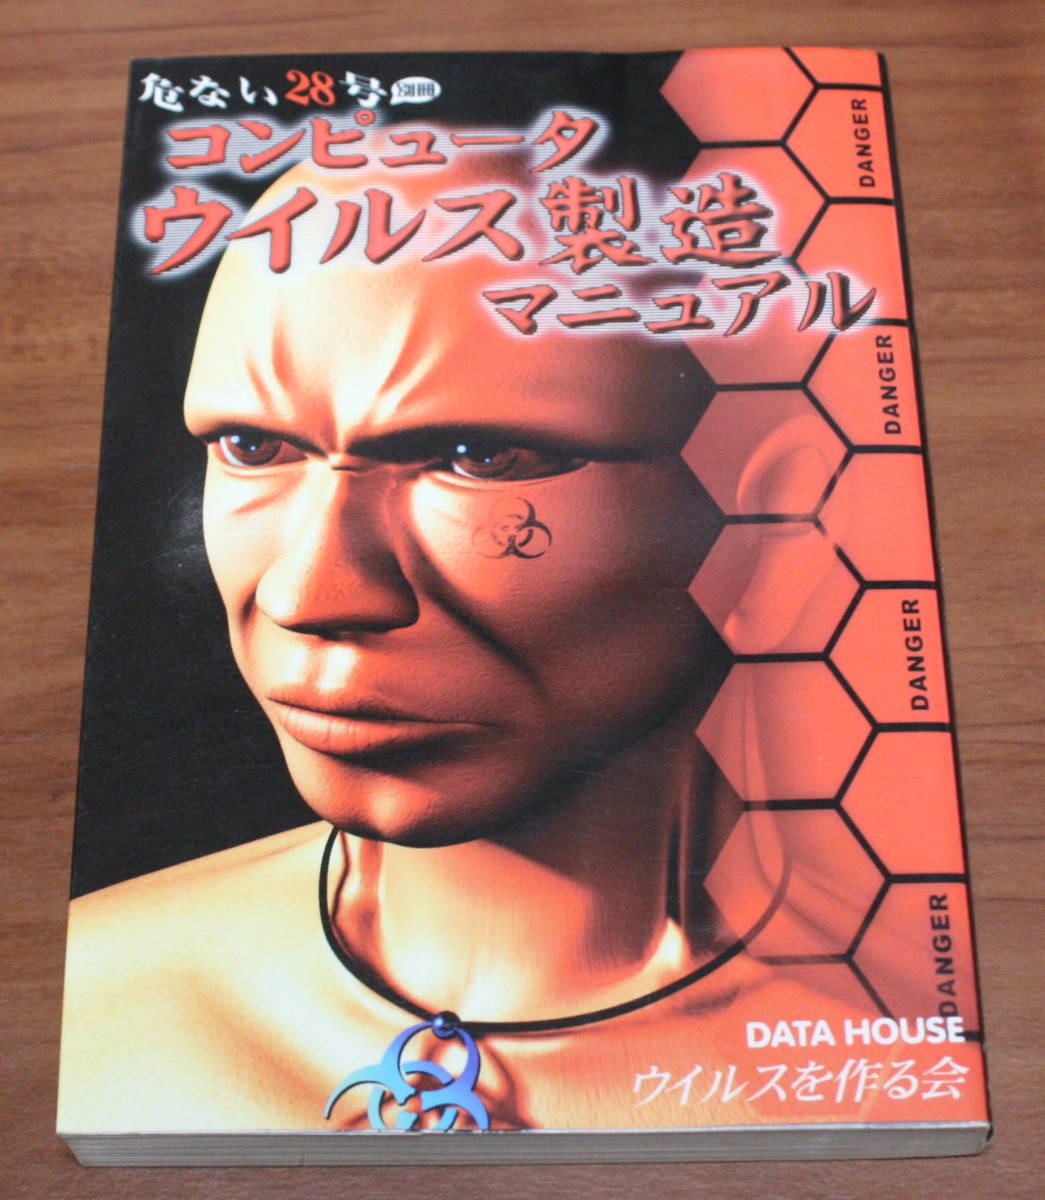 危ない28号 別冊
コンピュータ
ウイルス製造
マニュアル
DANGER
DANGER
DANGER
DANGER
DATA HOUSE
ウイルスを作る会